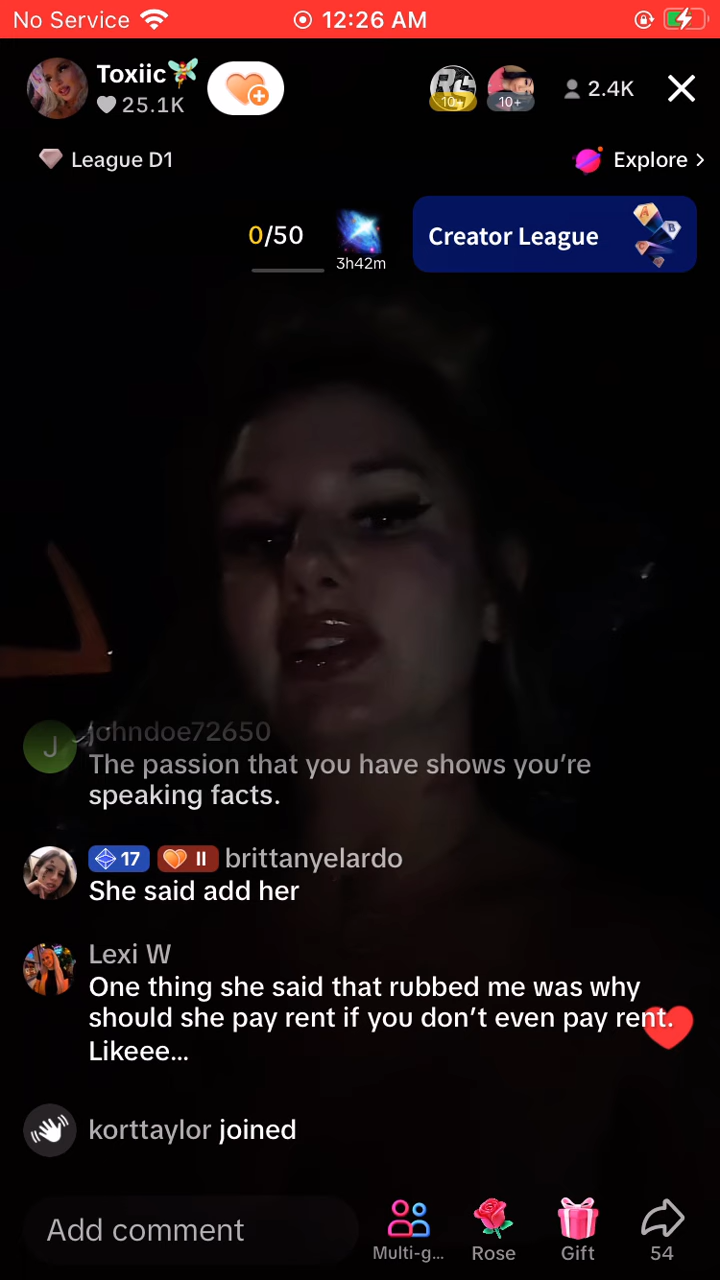 No Service 12:26 AM
Toxiic
25.1K
10+
10+
2.4K
League D1
Explore >
0/50
3h42m
Creator League
A
B
C
J
johndoe72650
The passion that you have shows you’re
speaking facts.
17 II brittanyelardo
She said add her
Lexi W
One thing she said that rubbed me was why
should she pay rent if you don’t even pay rent.
Likeee...
korttaylor joined
Add comment
Multi-g...
Rose
Gift
54